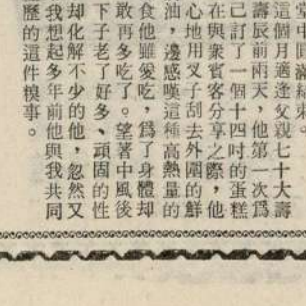 這個月適逢父親七十大壽
壽辰前兩天，他第一次爲
己訂了一個十四吋的蛋糕
在與衆賓客分享之際，他
心地用叉子刮去外圍的鮮
油，邊感嘆這種高熱量的
食他雖愛吃，爲了身體却
敢再多吃了。望著中風後
下子老了好多、頑固的性
却化解不少的他，忽然又
我想起多年前他與我共同
歷的這件糗事。